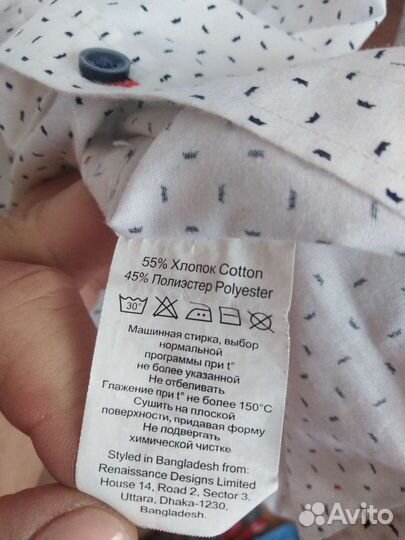 55% Хлопок Cotton
45% Полиэстер Polyester
30°
Машинная стирка, выбор
нормальной
программы при t°
не более указанной
Не отбеливать
Глажение при t° не более 150°C
Сушить на плоской
поверхности, придавая форму
Не подвергать
химической чистке
Styled in Bangladesh from:
Renaissance Designs Limited
House 14, Road 2, Sector 3,
Uttara, Dhaka-1230,
Bangladesh.
Avito